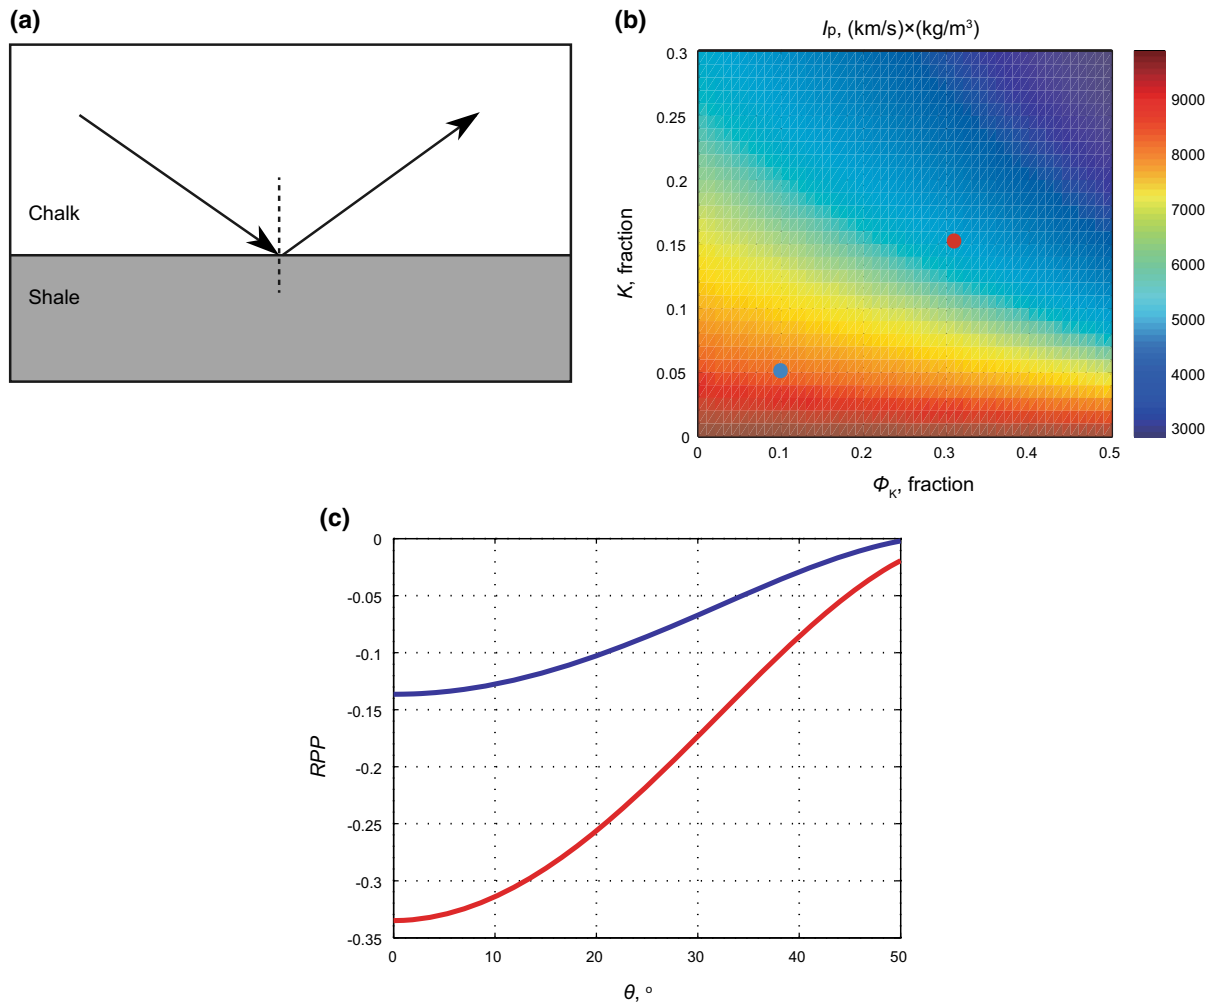 (a)
Chalk
Shale
(b)
Ip, (km/s)×(kg/m³)
0.3
0.25
0.2
0.15
0.1
0.05
0
K, fraction
0 0.1 0.2 0.3 0.4 0.5
ΦK, fraction
9000
8000
7000
6000
5000
4000
3000
(c)
0
-0.05
-0.1
-0.15
-0.2
-0.25
-0.3
-0.35
RPP
0 10 20 30 40 50
θ, °